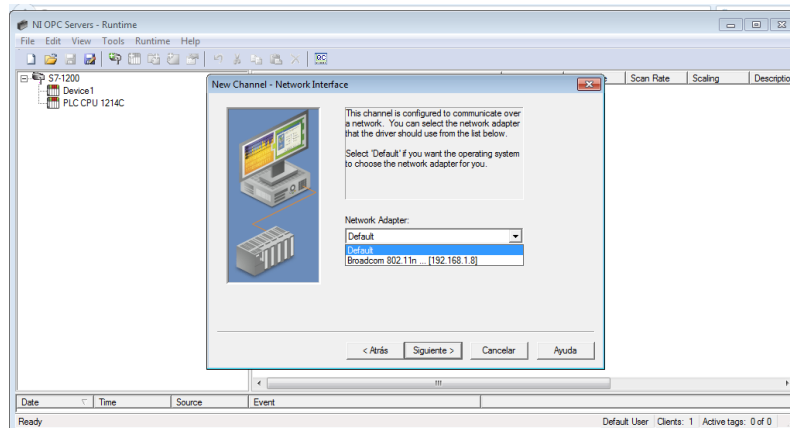 NI OPC Servers - Runtime
File Edit View Tools Runtime Help
S7-1200
Device1
PLC CPU 1214C
Scan Rate Scaling Descriptio
New Channel - Network Interface
This channel is configured to communicate over
a network. You can select the network adapter
that the driver should use from the list below.
Select 'Default' if you want the operating system
to choose the network adapter for you.
Network Adapter:
Default
Default
Broadcom 802.11n ... [192.168.1.8]
< Atrás Siguiente > Cancelar Ayuda
Date Time Source Event
Ready Default User Clients: 1 Active tags: 0 of 0